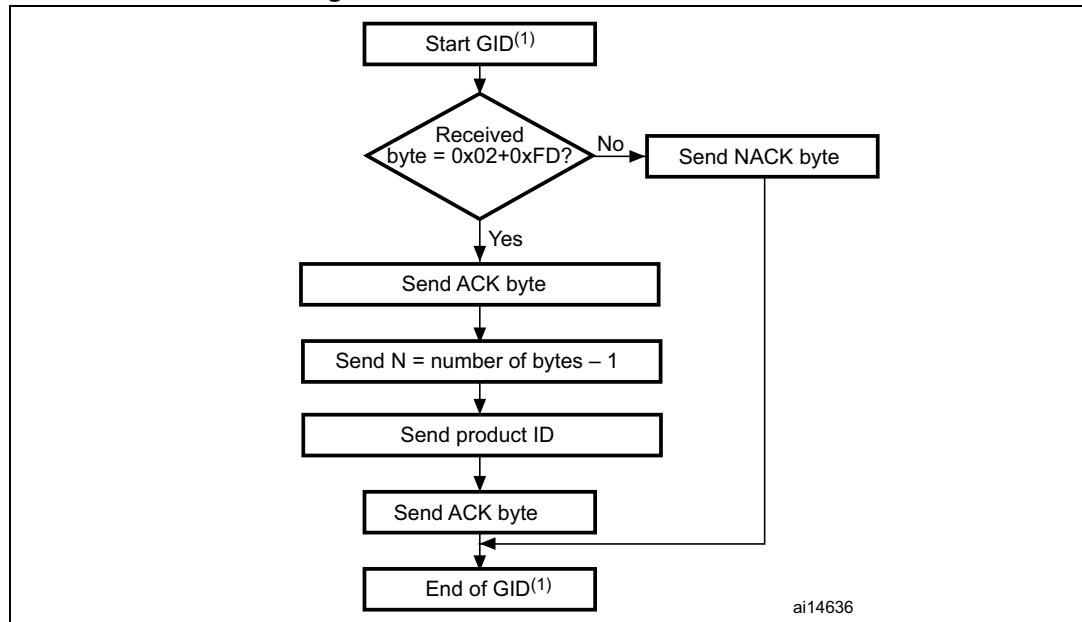 Start GID(1)
Received
byte = 0x02+0xFD?
No
Send NACK byte
Yes
Send ACK byte
Send N = number of bytes – 1
Send product ID
Send ACK byte
End of GID(1)
ai14636